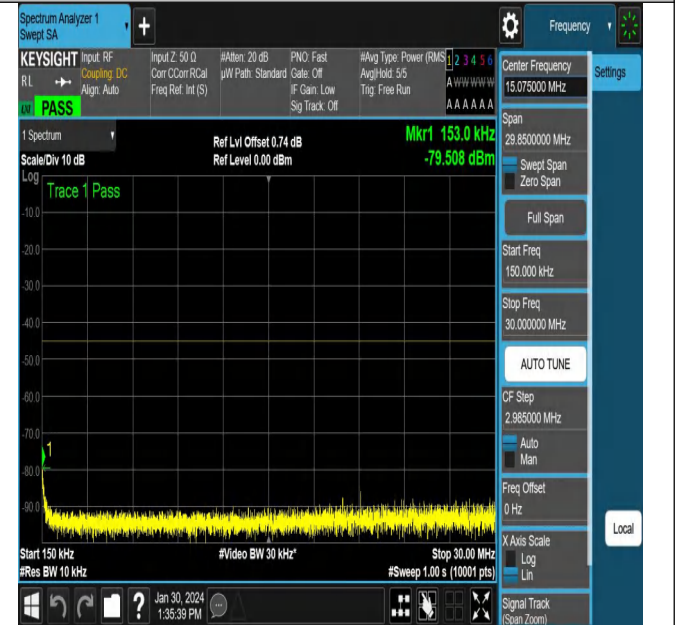 Spectrum Analyzer 1
Swept SA
+
Frequency
KEYSIGHT
RL
Input: RF
Coupling: DC
Align: Auto
Input Z: 50 Ω
Corr CCorr RCal
Freq Ref: Int (S)
#Atten: 20 dB
µW Path: Standard
PNO: Fast
Gate: Off
IF Gain: Low
Sig Track: Off
#Avg Type: Power (RMS
Avg|Hold: 5/5
Trig: Free Run
1 2 3 4 5 6
A W W W W W
A A A A A A
PASS
1 Spectrum
Scale/Div 10 dB
Ref Lvl Offset 0.74 dB
Ref Level 0.00 dBm
Mkr1 153.0 kHz
-79.508 dBm
Log
Trace 1 Pass
-10.0
-20.0
-30.0
-40.0
-50.0
-60.0
-70.0
-80.0
-90.0
1
Start 150 kHz
#Res BW 10 kHz
#Video BW 30 kHz*
Stop 30.00 MHz
#Sweep 1.00 s (10001 pts)
Center Frequency
15.075000 MHz
Settings
Span
29.8500000 MHz
Swept Span
Zero Span
Full Span
Start Freq
150.000 kHz
Stop Freq
30.000000 MHz
AUTO TUNE
CF Step
2.985000 MHz
Auto
Man
Freq Offset
0 Hz
X Axis Scale
Log
Lin
Local
Signal Track
(Span Zoom)
?
Jan 30, 2024
1:35:39 PM